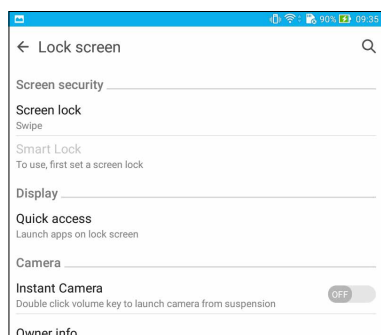 90% 09:35
Lock screen
Screen security
Screen lock
Swipe
Smart Lock
To use, first set a screen lock
Display
Quick access
Launch apps on lock screen
Camera
Instant Camera
OFF
Double click volume key to launch camera from suspension
Owner info